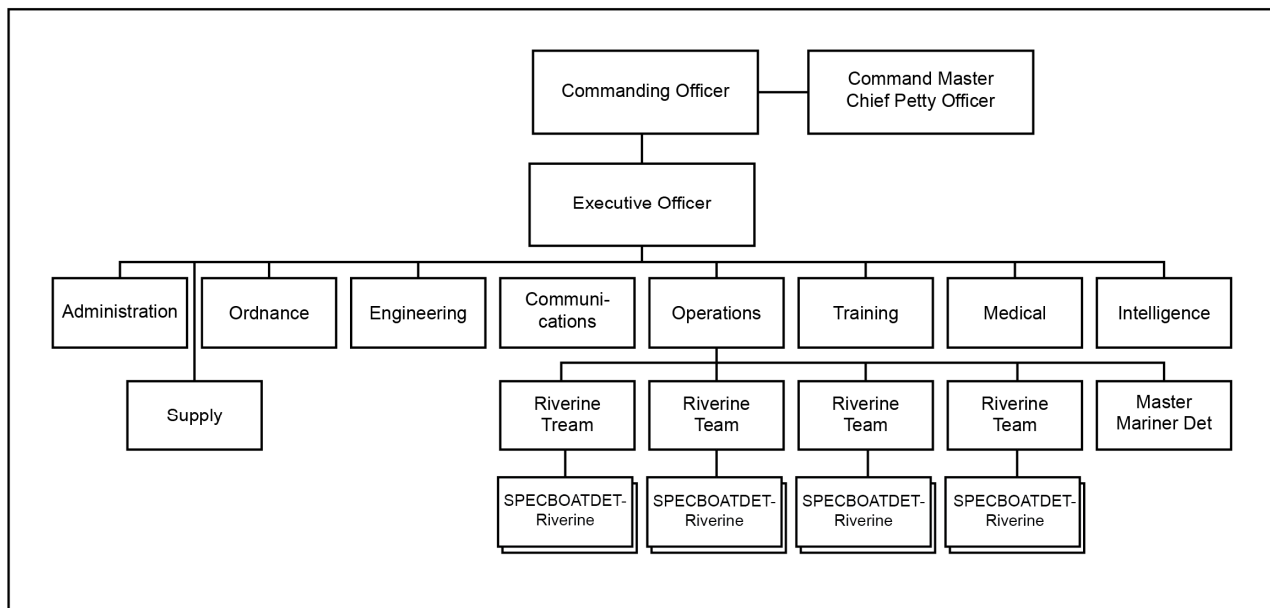 Commanding Officer
Command Master
Chief Petty Officer
Executive Officer
Administration
Ordnance
Engineering
Communi-
cations
Operations
Training
Medical
Intelligence
Supply
Riverine
Tream
Riverine
Team
Riverine
Team
Riverine
Team
Master
Mariner Det
SPECBOATDET-
Riverine
SPECBOATDET-
Riverine
SPECBOATDET-
Riverine
SPECBOATDET-
Riverine